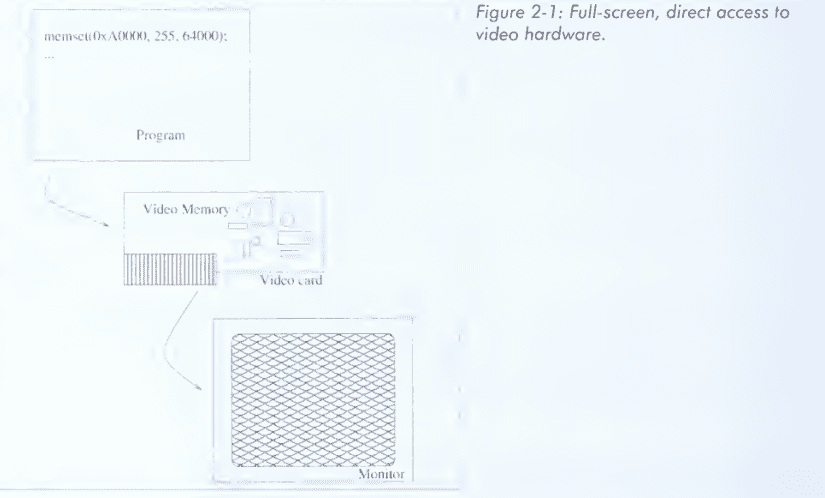 Figure 2-1: Full-screen, direct access to
video hardware.
memset(0xA0000, 255, 64000);
...
Program
Video Memory
Video card
Monitor